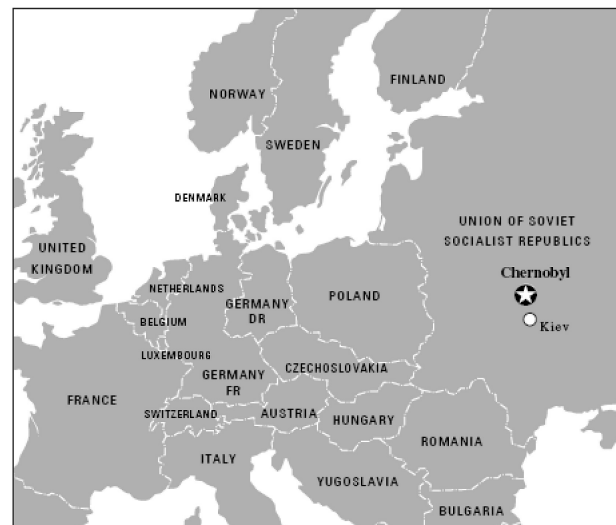 NORWAY
FINLAND
SWEDEN
DENMARK
UNION OF SOVIET
SOCIALIST REPUBLICS
UNITED
KINGDOM
Chernobyl
NETHERLANDS
GERMANY
DR
POLAND
BELGIUM
Kiev
LUXEMBOURG
CZECHOSLOVAKIA
GERMANY
FR
FRANCE
SWITZERLAND
AUSTRIA
HUNGARY
ROMANIA
ITALY
YUGOSLAVIA
BULGARIA